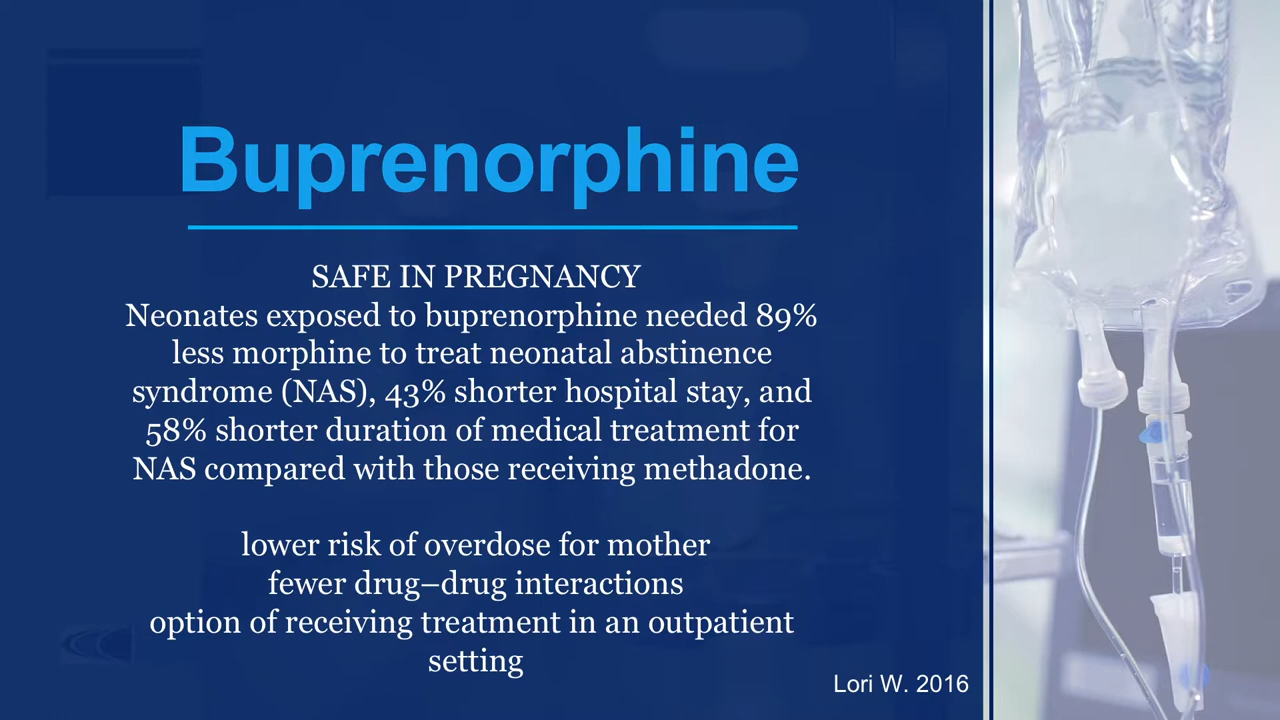 Buprenorphine
SAFE IN PREGNANCY
Neonates exposed to buprenorphine needed 89%
less morphine to treat neonatal abstinence
syndrome (NAS), 43% shorter hospital stay, and
58% shorter duration of medical treatment for
NAS compared with those receiving methadone.
lower risk of overdose for mother
fewer drug–drug interactions
option of receiving treatment in an outpatient
setting
Lori W. 2016